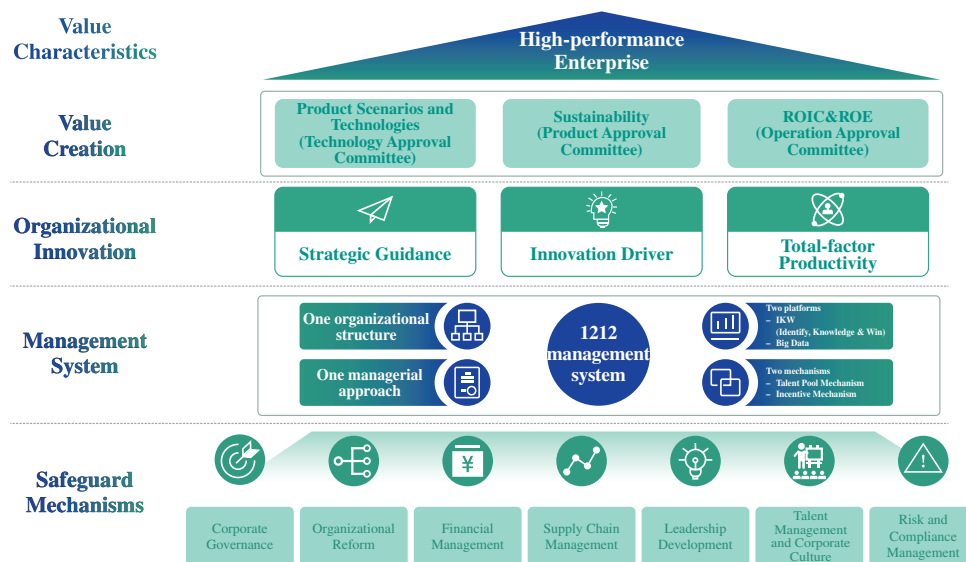 Value
Characteristics
High-performance
Enterprise
Value
Creation
Product Scenarios and
Technologies
(Technology Approval
Committee)
Sustainability
(Product Approval
Committee)
ROIC&ROE
(Operation Approval
Committee)
Organizational
Innovation
Strategic Guidance
Innovation Driver
Total-factor
Productivity
Management
System
One organizational
structure
One managerial
approach
1212
management
system
Two platforms
– IKW
(Identify, Knowledge & Win)
– Big Data
Two mechanisms
– Talent Pool Mechanism
– Incentive Mechanism
Safeguard
Mechanisms
¥
!
Corporate
Governance
Organizational
Reform
Financial
Management
Supply Chain
Management
Leadership
Development
Talent
Management
and Corporate
Culture
Risk and
Compliance
Management